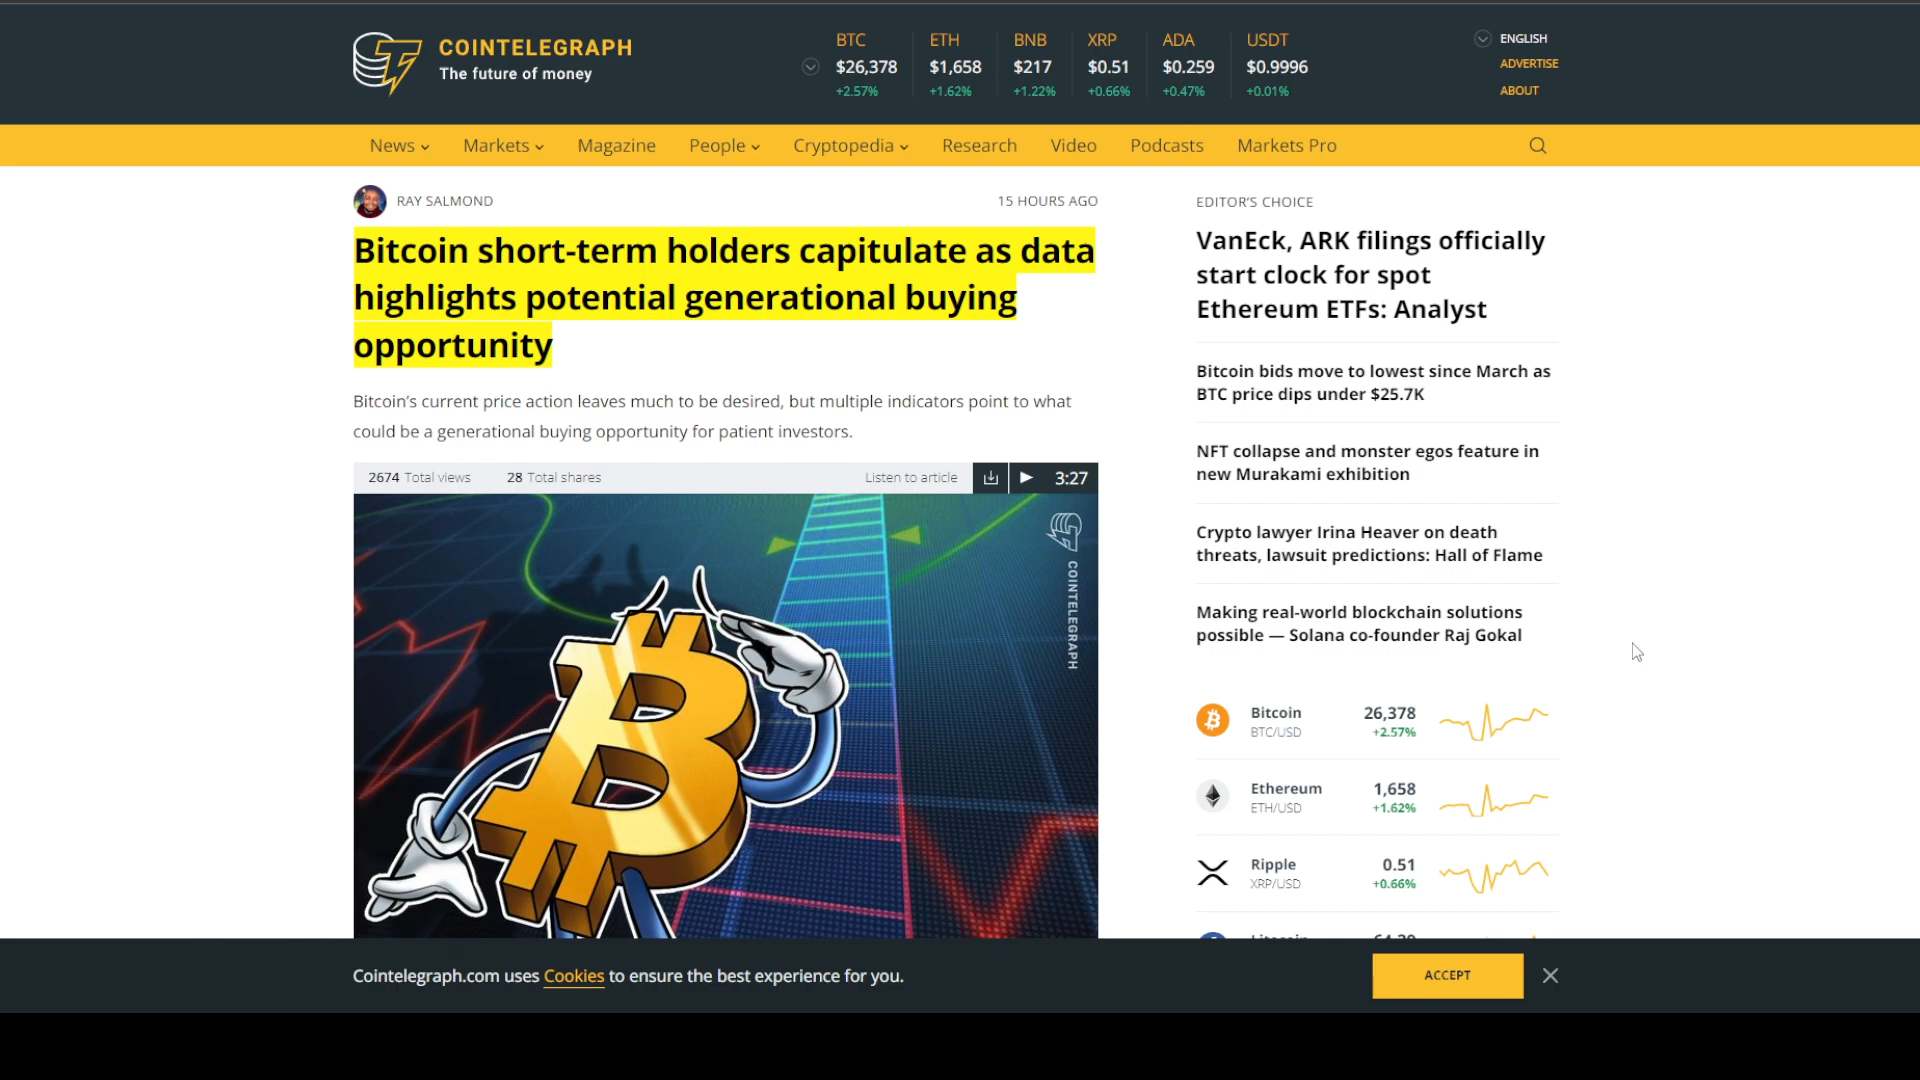 COINTELEGRAPH
The future of money
BTC
$26,378
+2.57%
ETH
$1,658
+1.62%
BNB
$217
+1.22%
XRP
$0.51
+0.66%
ADA
$0.259
+0.47%
USDT
$0.9996
+0.01%
ENGLISH
ADVERTISE
ABOUT
News Markets Magazine People Cryptopedia Research Video Podcasts Markets Pro
RAY SALMOND 15 HOURS AGO
Bitcoin short-term holders capitulate as data
highlights potential generational buying
opportunity
Bitcoin’s current price action leaves much to be desired, but multiple indicators point to what
could be a generational buying opportunity for patient investors.
2674 Total views 28 Total shares Listen to article 3:27
COINTELEGRAPH
EDITOR’S CHOICE
VanEck, ARK filings officially
start clock for spot
Ethereum ETFs: Analyst
Bitcoin bids move to lowest since March as
BTC price dips under $25.7K
NFT collapse and monster egos feature in
new Murakami exhibition
Crypto lawyer Irina Heaver on death
threats, lawsuit predictions: Hall of Flame
Making real-world blockchain solutions
possible — Solana co-founder Raj Gokal
Bitcoin 26,378
BTC/USD +2.57%
Ethereum 1,658
ETH/USD +1.62%
Ripple 0.51
XRP/USD +0.66%
Cointelegraph.com uses Cookies to ensure the best experience for you.
ACCEPT